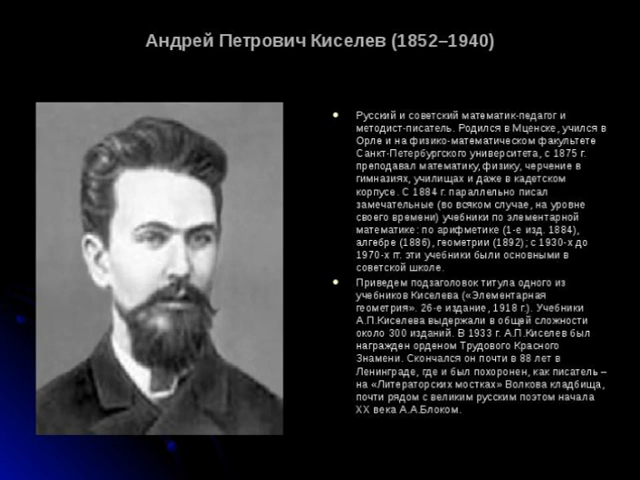 Андрей Петрович Киселев (1852–1940)
Русский и советский математик-педагог и
методист-писатель. Родился в Мценске, учился в
Орле и на физико-математическом факультете
Санкт-Петербургского университета, с 1875 г.
преподавал математику, физику, черчение в
гимназиях, училищах и даже в кадетском
корпусе. С 1884 г. параллельно писал
замечательные (во всяком случае, на уровне
своего времени) учебники по элементарной
математике: по арифметике (1-е изд. 1884),
алгебре (1886), геометрии (1892); с 1930-х до
1970-х гг. эти учебники были основными в
советской школе.
Приведем подзаголовок титула одного из
учебников Киселева («Элементарная
геометрия». 26-е издание, 1918 г.). Учебники
А.П.Киселева выдержали в общей сложности
около 300 изданий. В 1933 г. А.П.Киселев был
награжден орденом Трудового Красного
Знамени. Скончался он почти в 88 лет в
Ленинграде, где и был похоронен, как писатель –
на «Литераторских мостках» Волкова кладбища,
почти рядом с великим русским поэтом начала
XX века А.А.Блоком.